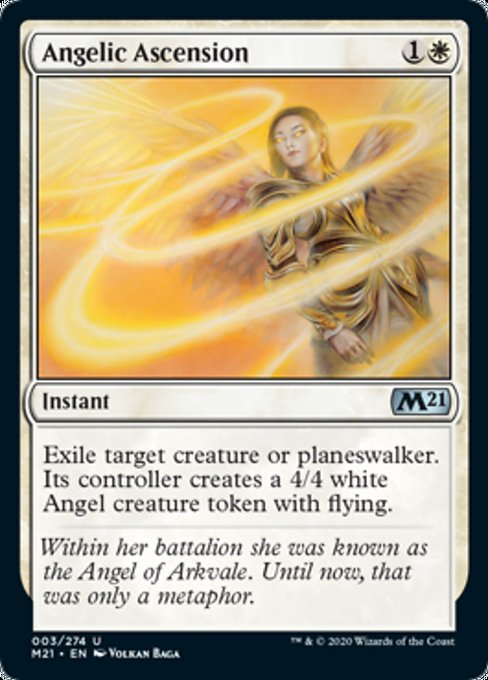 Angelic Ascension 1
Instant M21
Exile target creature or planeswalker.
Its controller creates a 4/4 white
Angel creature token with flying.
Within her battalion she was known as
the Angel of Arkvale. Until now, that
was only a metaphor.
003/274 U ™ & © 2020 Wizards of the Coast
M21 • EN Volkan Baga